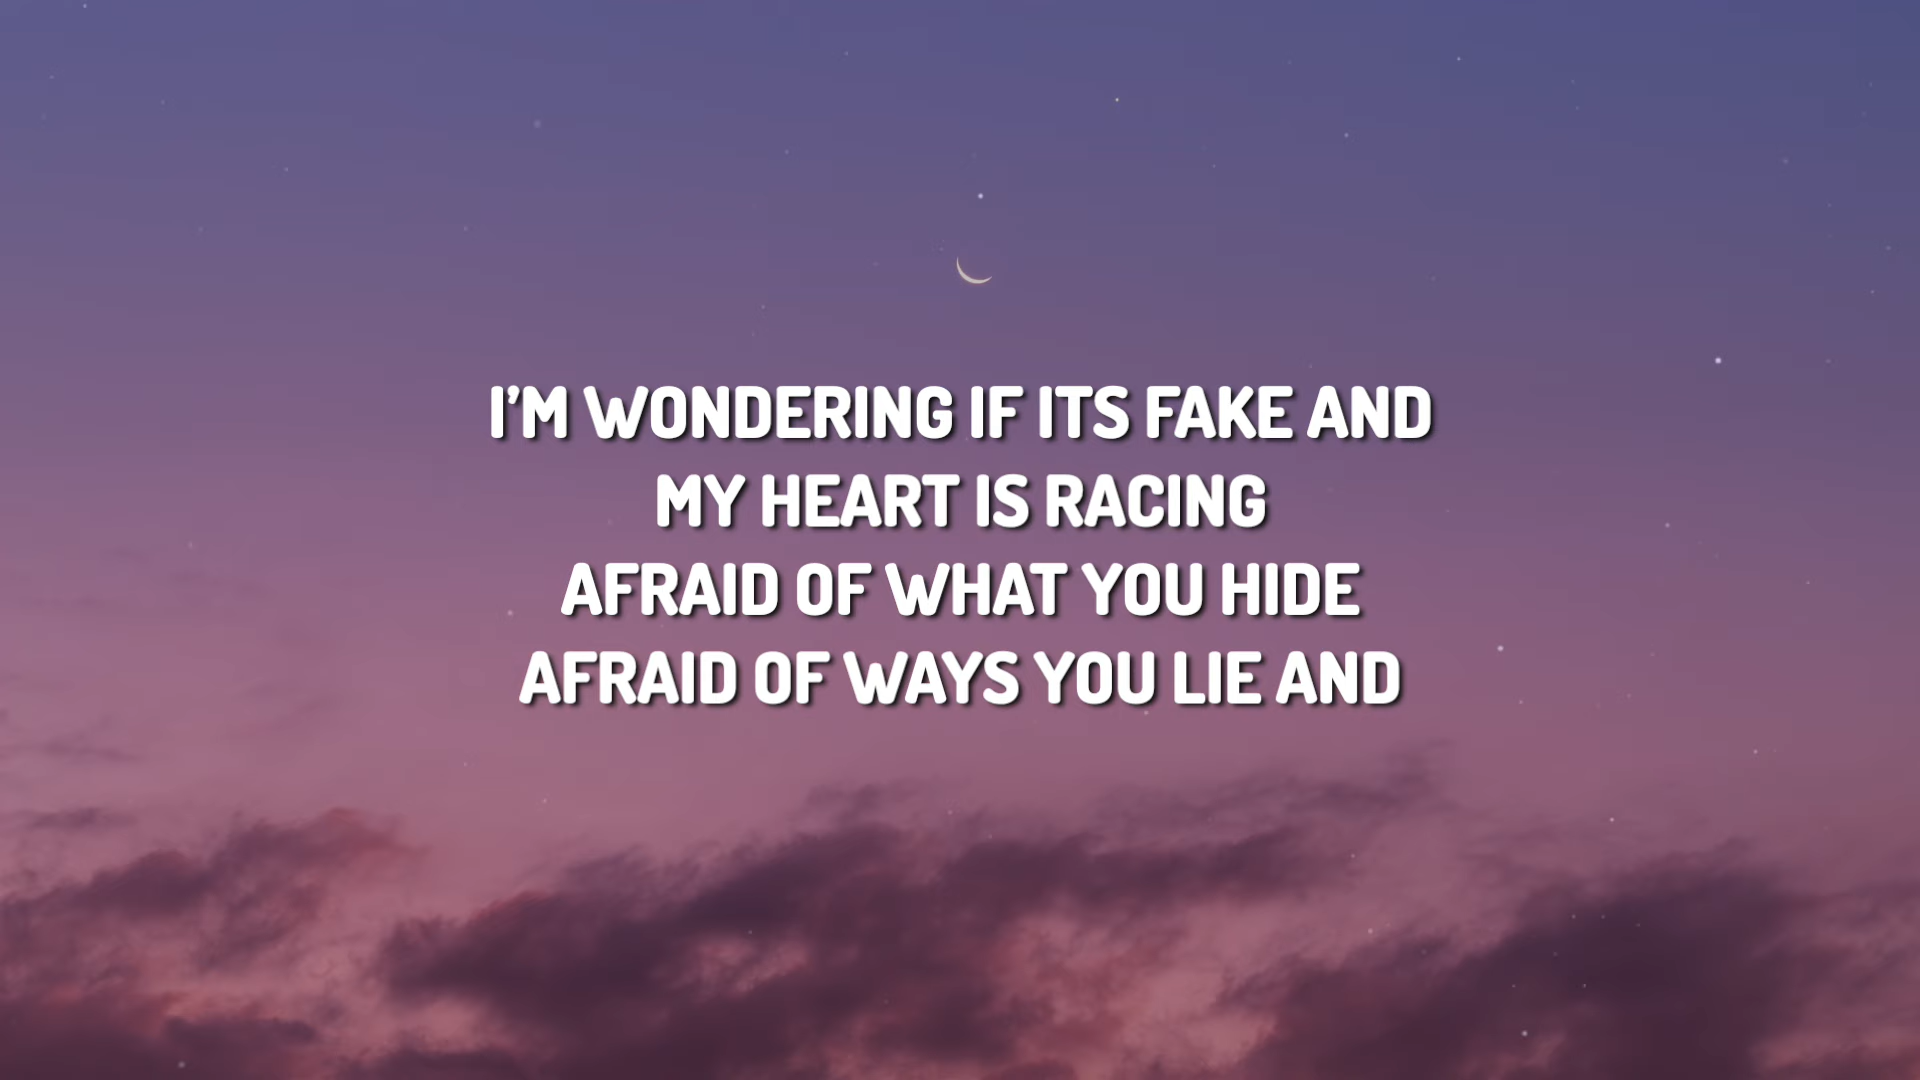 I'M WONDERING IF ITS FAKE AND
MY HEART IS RACING
AFRAID OF WHAT YOU HIDE
AFRAID OF WAYS YOU LIE AND